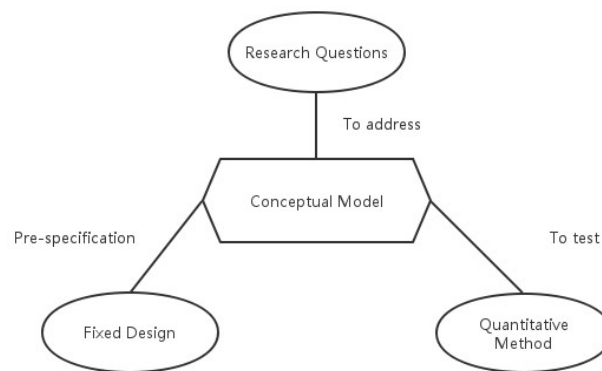 Research Questions
To address
Conceptual Model
Pre-specification
To test
Fixed Design
Quantitative
Method